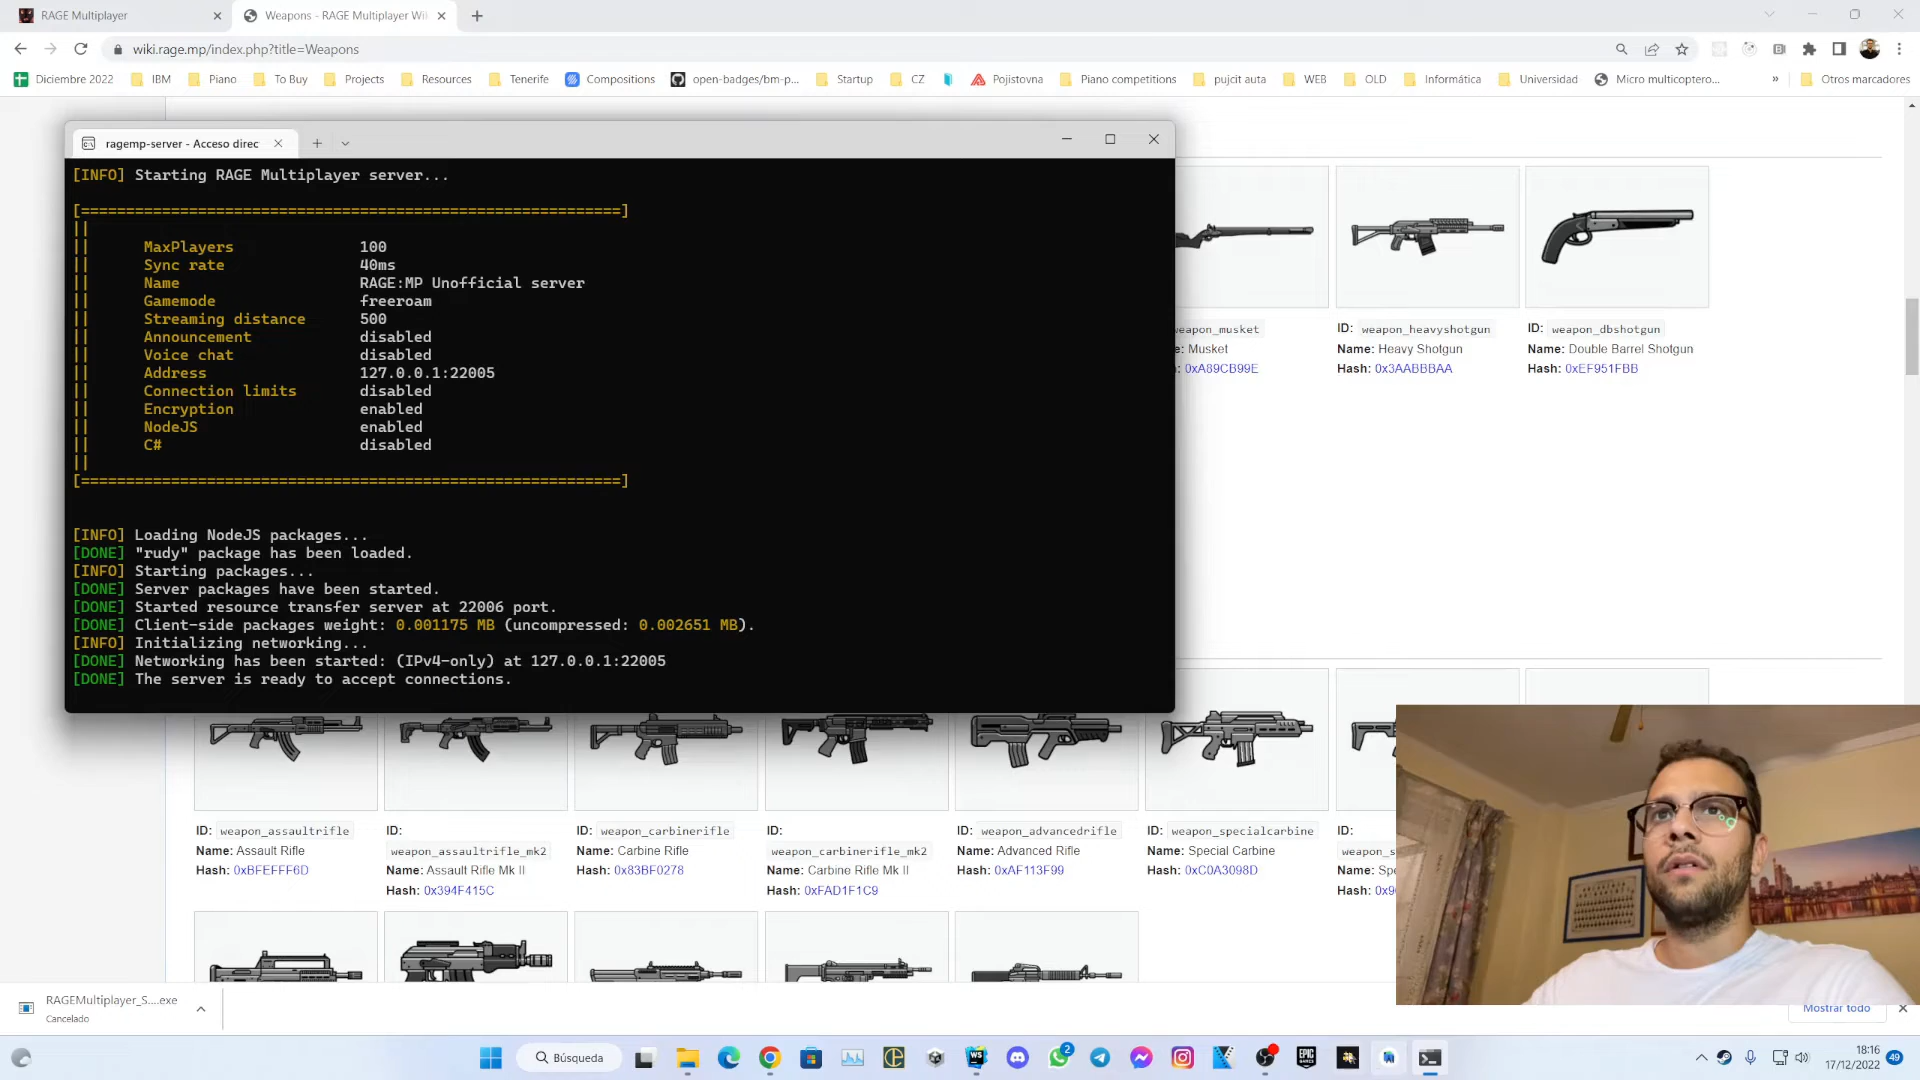 RAGE Multiplayer
Weapons - RAGE Multiplayer Wi
wiki.rage.mp/index.php?title=Weapons
Diciembre 2022
IBM
Piano
To Buy
Projects
Resources
Tenerife
Compositions
open-badges/bm-p...
Startup
CZ
Pojistovna
Piano competitions
pujcit auta
WEB
OLD
Informática
Universidad
Micro multicoptero...
»
Otros marcadores
ragemp-server - Acceso direc
[INFO] Starting RAGE Multiplayer server...
[============================================================]
||
|| MaxPlayers 100
|| Sync rate 40ms
|| Name RAGE:MP Unofficial server
|| Gamemode freeroam
|| Streaming distance 500
|| Announcement disabled
|| Voice chat disabled
|| Address 127.0.0.1:22005
|| Connection limits disabled
|| Encryption enabled
|| NodeJS enabled
|| C# disabled
||
[============================================================]
[INFO] Loading NodeJS packages...
[DONE] "rudy" package has been loaded.
[INFO] Starting packages...
[DONE] Server packages have been started.
[DONE] Started resource transfer server at 22006 port.
[DONE] Client-side packages weight: 0.001175 MB (uncompressed: 0.002651 MB).
[INFO] Initializing networking...
[DONE] Networking has been started: (IPv4-only) at 127.0.0.1:22005
[DONE] The server is ready to accept connections.
weapon_musket
e: Musket
: 0xA89CB99E
ID: weapon_heavyshotgun
Name: Heavy Shotgun
Hash: 0x3AABBBAA
ID: weapon_dbshotgun
Name: Double Barrel Shotgun
Hash: 0xEF951FBB
ID: weapon_assaultrifle
Name: Assault Rifle
Hash: 0xBFEFFF6D
ID:
weapon_assaultrifle_mk2
Name: Assault Rifle Mk II
Hash: 0x394F415C
ID: weapon_carbinerifle
Name: Carbine Rifle
Hash: 0x83BF0278
ID:
weapon_carbinerifle_mk2
Name: Carbine Rifle Mk II
Hash: 0xFAD1F1C9
ID: weapon_advancedrifle
Name: Advanced Rifle
Hash: 0xAF113F99
ID: weapon_specialcarbine
Name: Special Carbine
Hash: 0xC0A3098D
ID:
weapon_s
Name: Spe
Hash: 0x9
RAGEMultiplayer_S....exe
Cancelado
Mostrar todo
Búsqueda
2
18:16
17/12/2022
49